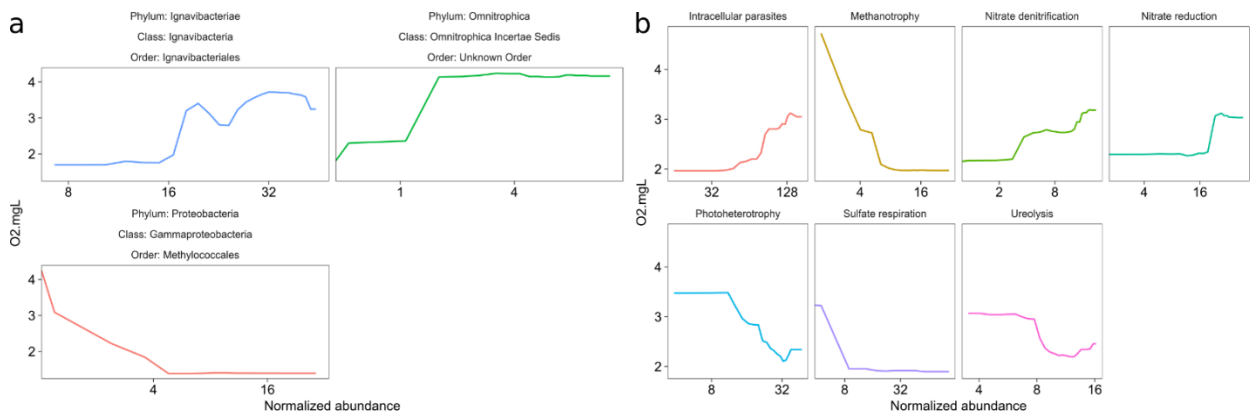 a
Phylum: Ignavibacteriae
Class: Ignavibacteria
Order: Ignavibacteriales
Phylum: Omnitrophica
Class: Omnitrophica Incertae Sedis
Order: Unknown Order
4
3
2
8
16
32
1
4
Phylum: Proteobacteria
Class: Gammaproteobacteria
Order: Methylococcales
4
3
2
4
16
O2.mgL
Normalized abundance
b
Intracellular parasites
Methanotrophy
Nitrate denitrification
Nitrate reduction
4
3
2
32
128
4
16
2
8
4
16
Photoheterotrophy
Sulfate respiration
Ureolysis
4
3
2
8
32
8
32
4
8
16
O2.mgL
Normalized abundance